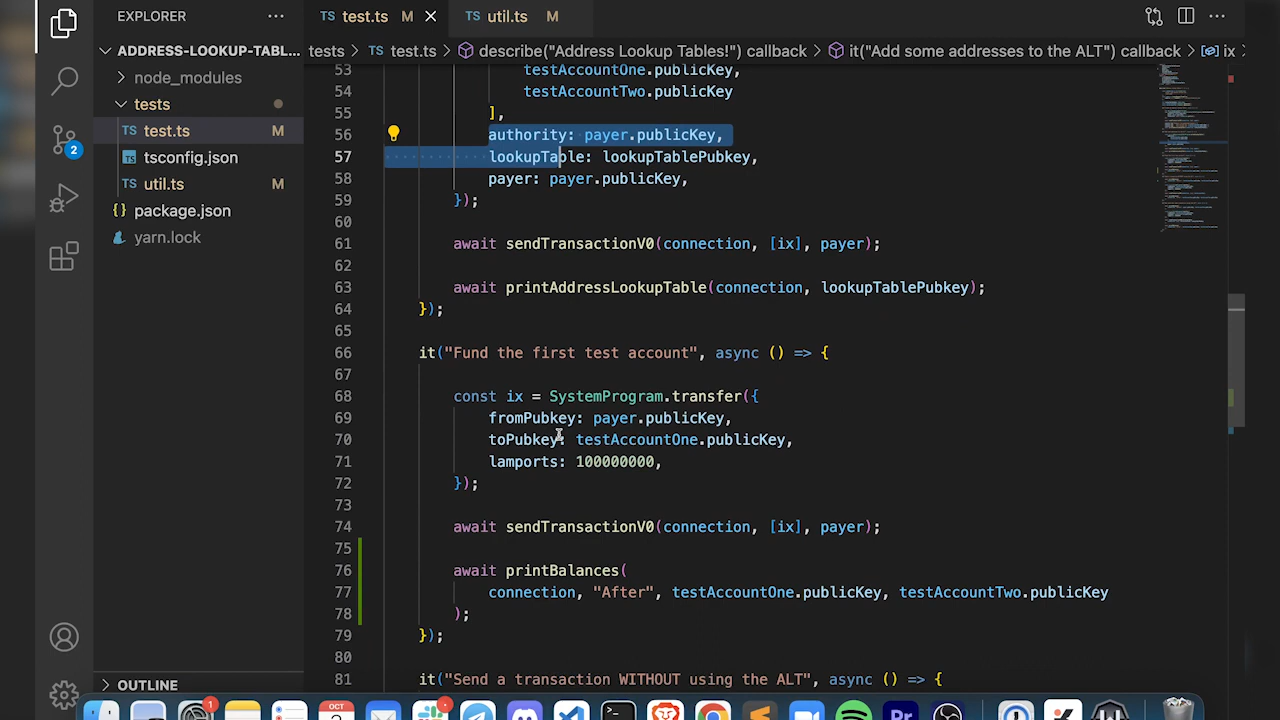 EXPLORER
ADDRESS-LOOKUP-TABL...
node_modules
tests
TS test.ts M
tsconfig.json
TS util.ts M
{} package.json
yarn.lock
OUTLINE
2
TS test.ts M
TS util.ts M
tests > TS test.ts > describe("Address Lookup Tables!") callback > it("Add some addresses to the ALT") callback > ix
53 testAccountOne.publicKey,
54 testAccountTwo.publicKey
55 ],
56 authority: payer.publicKey,
57 lookupTable: lookupTablePubkey,
58 payer: payer.publicKey,
59 });
60
61 await sendTransactionV0(connection, [ix], payer);
62
63 await printAddressLookupTable(connection, lookupTablePubkey);
64 });
65
66 it("Fund the first test account", async () => {
67
68 const ix = SystemProgram.transfer({
69 fromPubkey: payer.publicKey,
70 toPubkey: testAccountOne.publicKey,
71 lamports: 100000000,
72 });
73
74 await sendTransactionV0(connection, [ix], payer);
75
76 await printBalances(
77 connection, "After", testAccountOne.publicKey, testAccountTwo.publicKey
78 );
79 });
80
81 it("Send a transaction WITHOUT using the ALT", async () => {
1
OCT
Pr